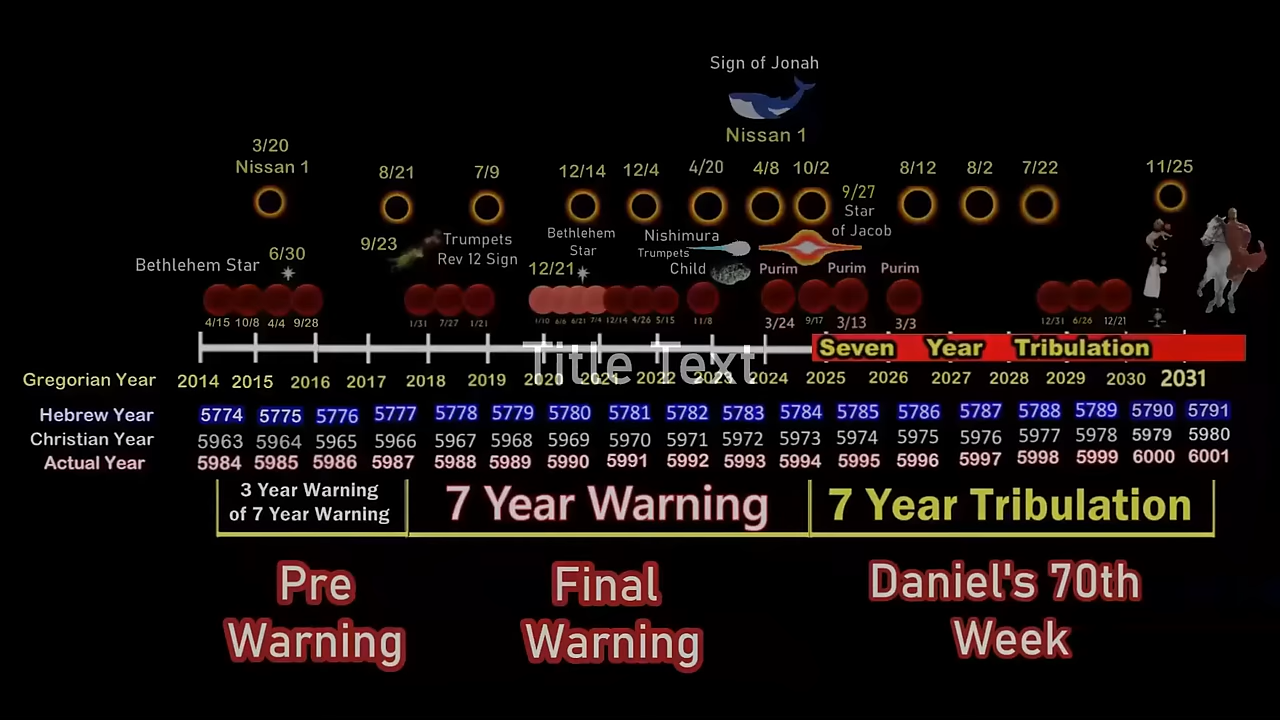 Sign of Jonah
Nissan 1
3/20
Nissan 1
8/21
7/9
12/14
12/4
4/20
4/8
10/2
8/12
8/2
7/22
11/25
9/27
Star
of Jacob
Bethlehem Star
6/30
9/23
Trumpets
Rev 12 Sign
Bethlehem
Star
12/21
Nishimura
Trumpets
Child
Purim
Purim
Purim
4/15 10/8 4/4 9/28
1/31 7/27 1/21
1/10 6/6 6/21 7/4 12/14 4/26 5/15
11/8
3/24 9/17 3/13 3/3
12/31 6/26 12/21
Seven Year Tribulation
Title Text
Gregorian Year 2014 2015 2016 2017 2018 2019 2020 2021 2022 2023 2024 2025 2026 2027 2028 2029 2030 2031
Hebrew Year 5774 5775 5776 5777 5778 5779 5780 5781 5782 5783 5784 5785 5786 5787 5788 5789 5790 5791
Christian Year 5963 5964 5965 5966 5967 5968 5969 5970 5971 5972 5973 5974 5975 5976 5977 5978 5979 5980
Actual Year 5984 5985 5986 5987 5988 5989 5990 5991 5992 5993 5994 5995 5996 5997 5998 5999 6000 6001
3 Year Warning
of 7 Year Warning
7 Year Warning
7 Year Tribulation
Pre
Warning
Final
Warning
Daniel's 70th
Week